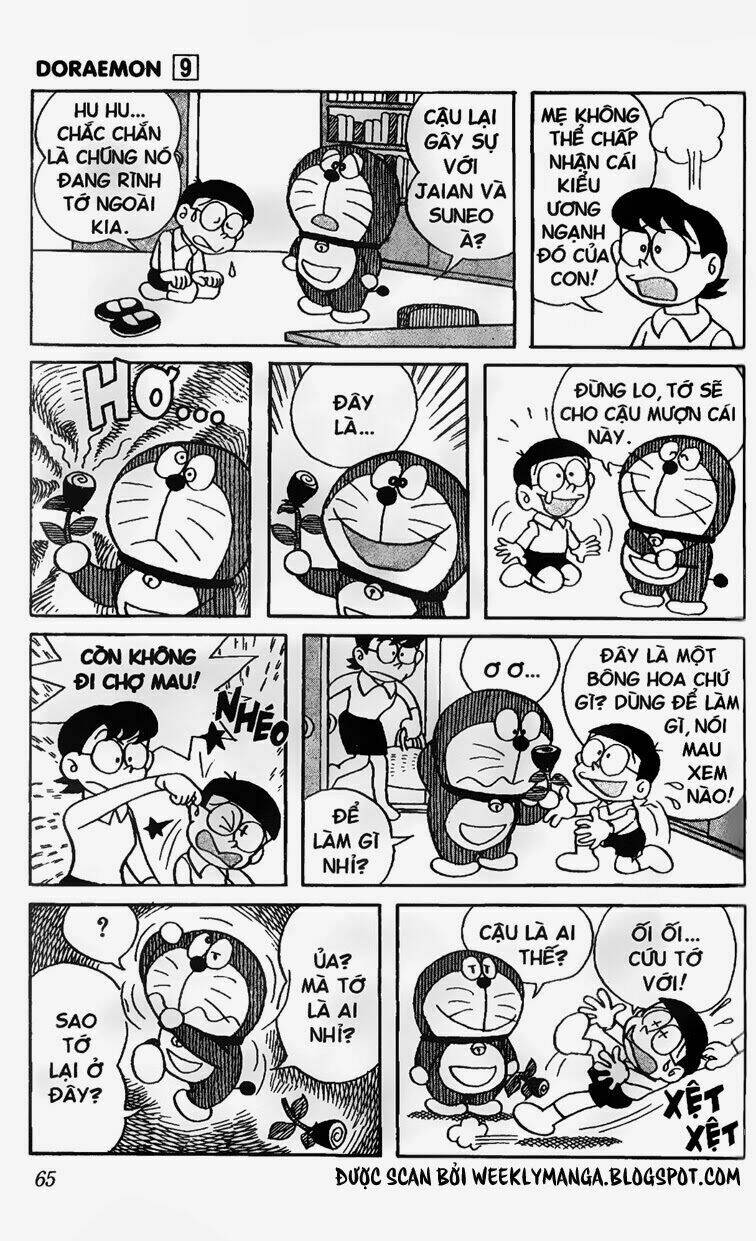 DORAEMON 9
MẸ KHÔNG
THỂ CHẤP
NHẬN CÁI
KIỂU
ƯƠNG
NGẠNH
ĐÓ CỦA
CON!
CẬU LẠI
GÂY SỰ
VỚI
JAIAN VÀ
SUNEO
À?
HU HU...
CHẮC CHẮN
LÀ CHÚNG NÓ
ĐANG RÌNH
TỚ NGOÀI
KIA.
ĐỪNG LO, TỚ SẼ
CHO CẬU MƯỢN CÁI
NÀY.
ĐÂY
LÀ...
HƠ...
ĐÂY LÀ MỘT
BÔNG HOA CHỨ
GÌ? DÙNG ĐỂ LÀM
GÌ, NÓI
MAU
XEM
NÀO!
Ơ Ơ...
ĐỂ
LÀM GÌ
NHỈ?
CÒN KHÔNG
ĐI CHỢ MAU!
NHÉO
ỐI ỐI...
CỨU TỚ
VỚI!
CẬU LÀ AI
THẾ?
XỆT
XỆT
ỦA?
MÀ TỚ
LÀ AI
NHỈ?
?
SAO
TỚ
LẠI Ở
ĐÂY?
65
ĐƯỢC SCAN BỞI WEEKLYMANGA.BLOGSPOT.COM